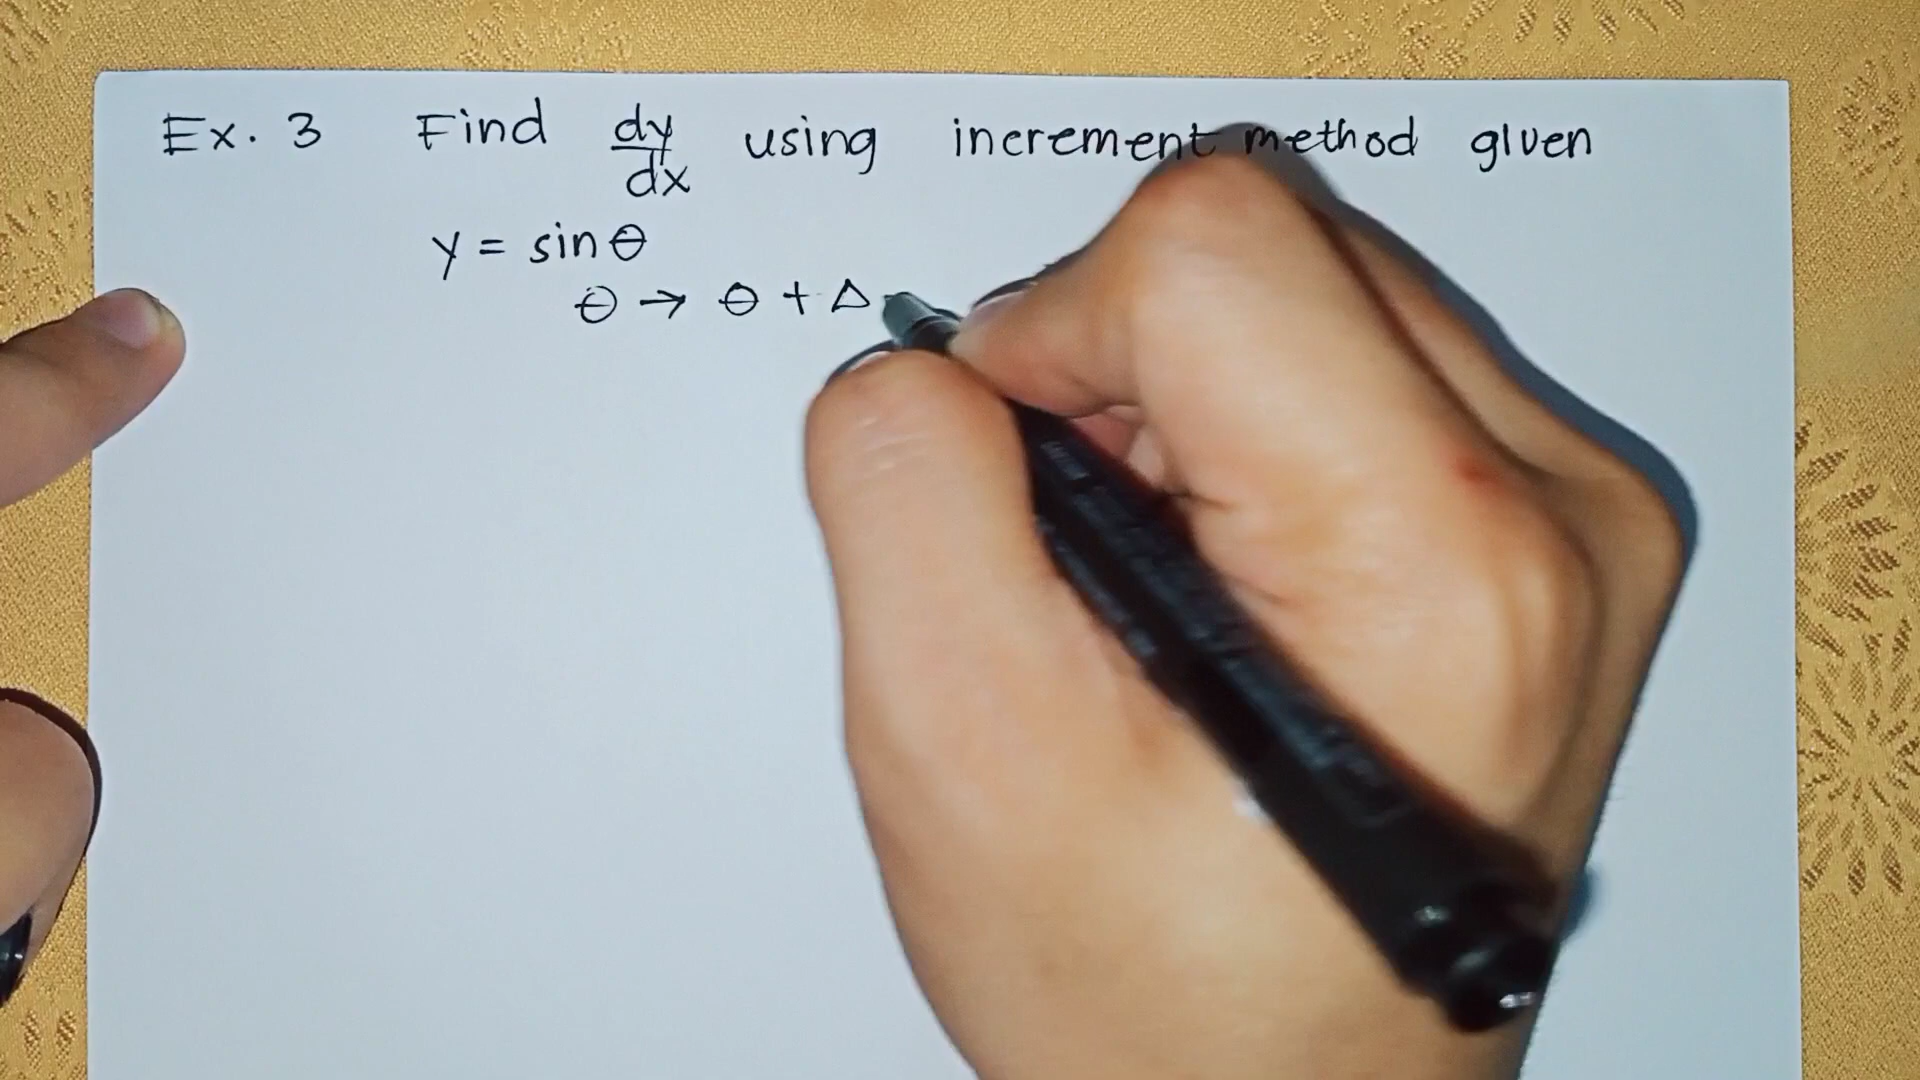 Ex. 3 Find dy/dx using increment method given
y = sin θ
θ → θ + Δ